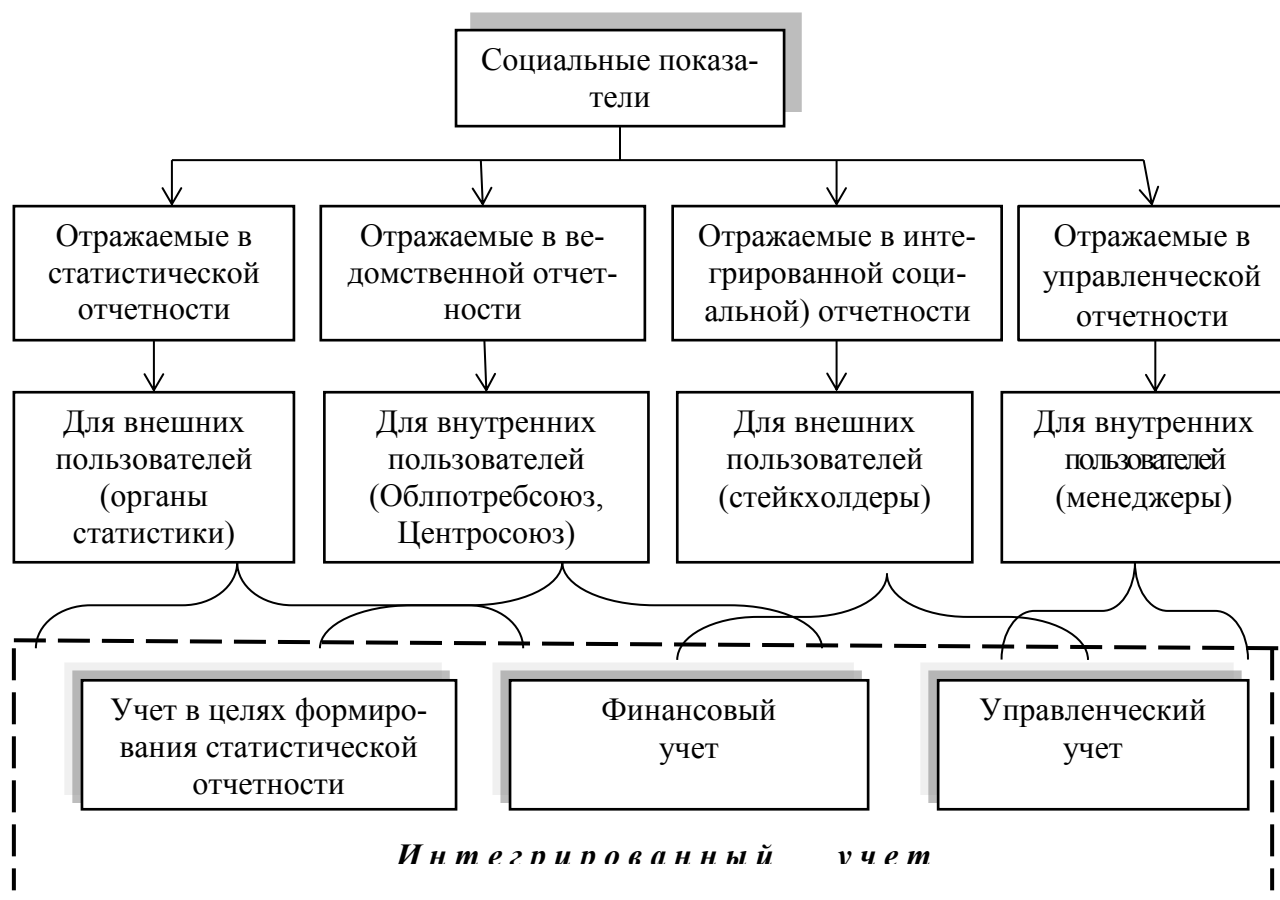 Социальные показа-
тели
Отражаемые в
статистической
отчетности
Отражаемые в ве-
домственной отчет-
ности
Отражаемые в инте-
грированной соци-
альной) отчетности
Отражаемые в
управленческой
отчетности
Для внешних
пользователей
(органы
статистики)
Для внутренних
пользователей
(Облпотребсоюз,
Центросоюз)
Для внешних
пользователей
(стейкхолдеры)
Для внутренних
пользователей
(менеджеры)
Учет в целях формиро-
вания статистической
отчетности
Финансовый
учет
Управленческий
учет
Интегрированный учет